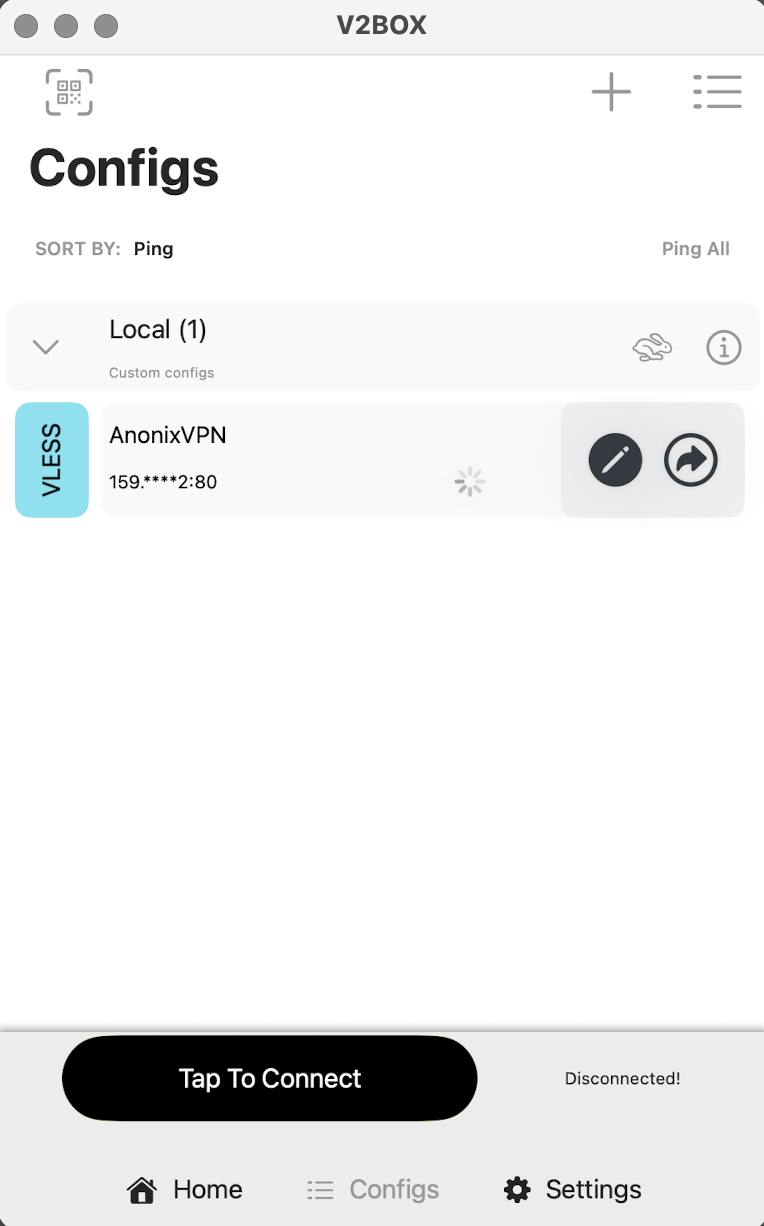 V2BOX
Configs
SORT BY: Ping
Ping All
Local (1)
Custom configs
VLESS
AnonixVPN
159.****2:80
Tap To Connect
Disconnected!
Home
Configs
Settings